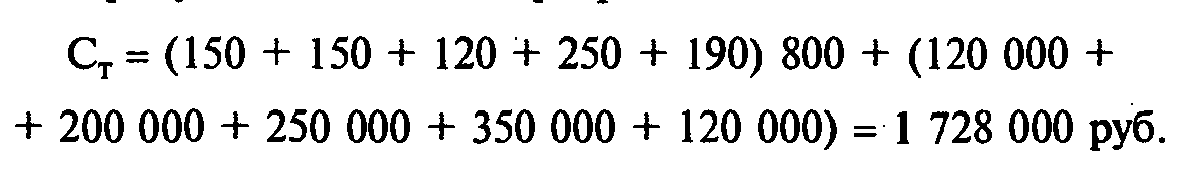 Cт = (150 + 150 + 120 + 250 + 190) 800 + (120 000 +
+ 200 000 + 250 000 + 350 000 + 120 000) = 1 728 000 руб.